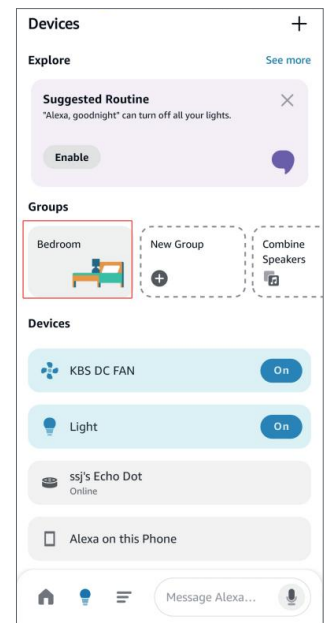 Devices
Explore
See more
Suggested Routine
"Alexa, goodnight" can turn off all your lights.
Enable
Groups
Bedroom
New Group
Combine
Speakers
Devices
KBS DC FAN
On
Light
On
ssj's Echo Dot
Online
Alexa on this Phone
Message Alexa...